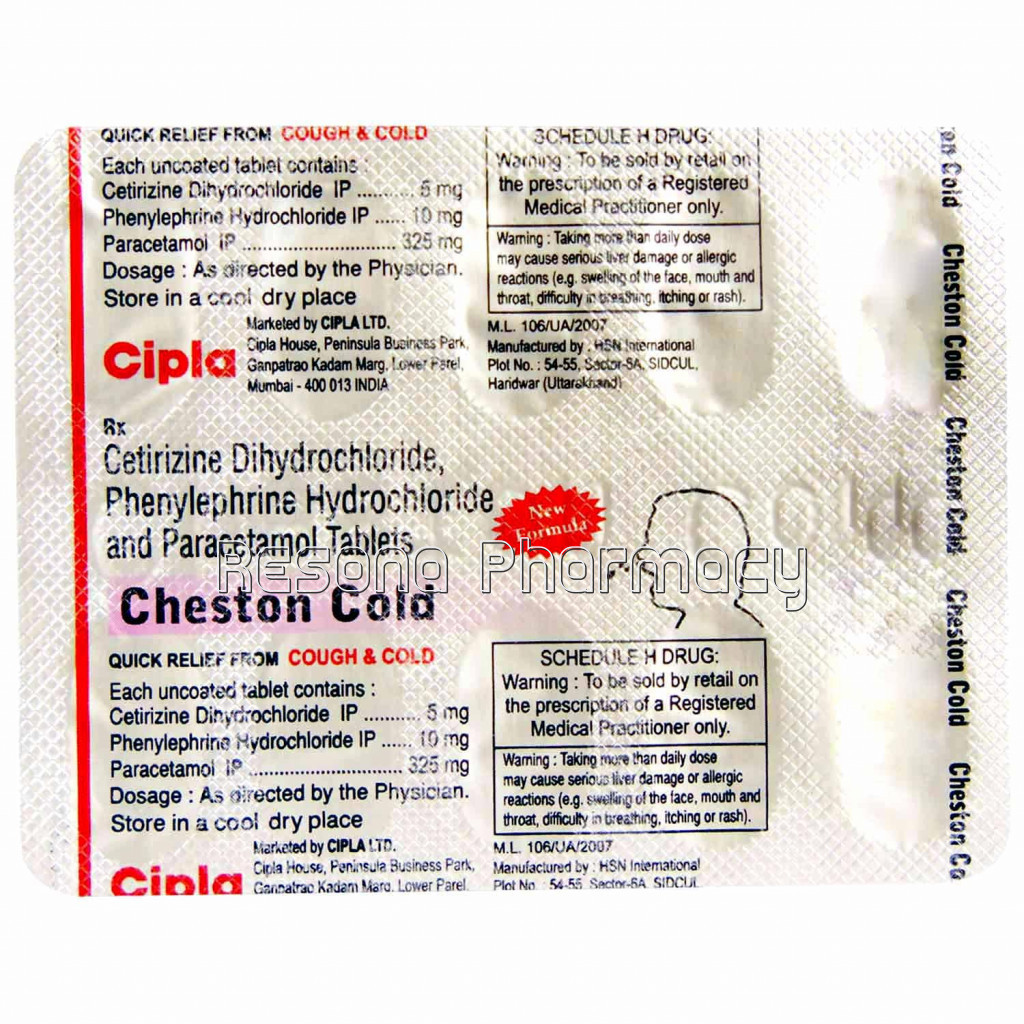 QUICK RELIEF FROM COUGH & COLD
Each uncoated tablet contains :
Cetirizine Dihydrochloride IP .......... 5 mg
Phenylephrine Hydrochloride IP ...... 10 mg
Paracetamol IP ............................ 325 mg
Dosage : As directed by the Physician.
Store in a cool dry place
SCHEDULE H DRUG:
Warning : To be sold by retail on
the prescription of a Registered
Medical Practitioner only.
Warning : Taking more than daily dose
may cause serious liver damage or allergic
reactions (e.g. swelling of the face, mouth and
throat, difficulty in breathing, itching or rash).
Cipla
Marketed by CIPLA LTD.
Cipla House, Peninsula Business Park,
Ganpatrao Kadam Marg, Lower Parel,
Mumbai - 400 013 INDIA
M.L. 106/UA/2007
Manufactured by : HSN International
Plot No. : 54-55, Sector-6A, SIDCUL,
Haridwar (Uttarakhand)
Rx
Cetirizine Dihydrochloride,
Phenylephrine Hydrochloride
and Paracetamol Tablets
New
Formula
Resona Pharmacy
Cheston Cold
QUICK RELIEF FROM COUGH & COLD
Each uncoated tablet contains :
Cetirizine Dihydrochloride IP .......... 5 mg
Phenylephrine Hydrochloride IP ...... 10 mg
Paracetamol IP ............................ 325 mg
Dosage : As directed by the Physician.
Store in a cool dry place
SCHEDULE H DRUG:
Warning : To be sold by retail on
the prescription of a Registered
Medical Practitioner only.
Warning : Taking more than daily dose
may cause serious liver damage or allergic
reactions (e.g. swelling of the face, mouth and
throat, difficulty in breathing, itching or rash).
Cipla
Marketed by CIPLA LTD.
Cipla House, Peninsula Business Park,
Ganpatrao Kadam Marg, Lower Parel,
M.L. 106/UA/2007
Manufactured by : HSN International
Plot No. : 54-55, Sector-6A, SIDCUL,
on Cold
Cheston Cold
Cheston Cold
Cheston Cold
Cheston Co